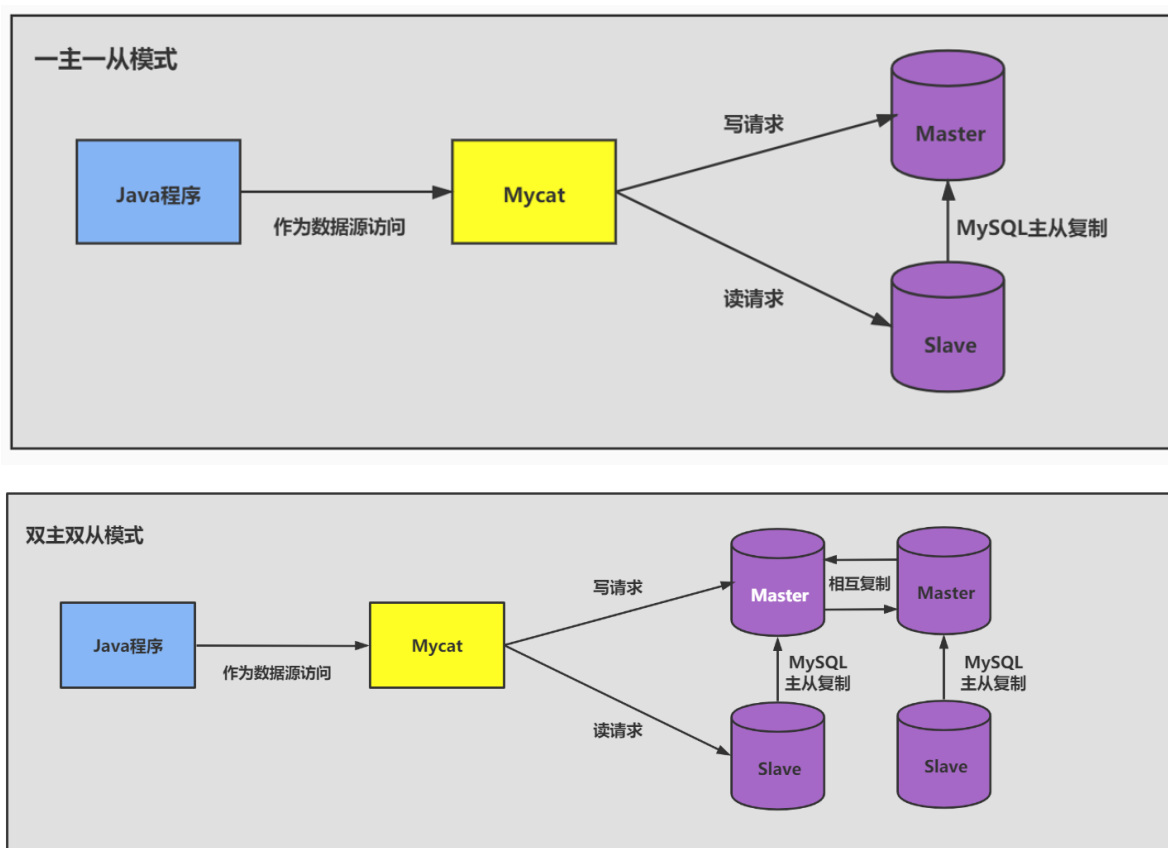 一主一从模式
写请求
Master
Java程序
Mycat
作为数据源访问
MySQL主从复制
读请求
Slave
双主双从模式
写请求
相互复制
Master
Master
Java程序
Mycat
作为数据源访问
MySQL
主从复制
MySQL
主从复制
读请求
Slave
Slave